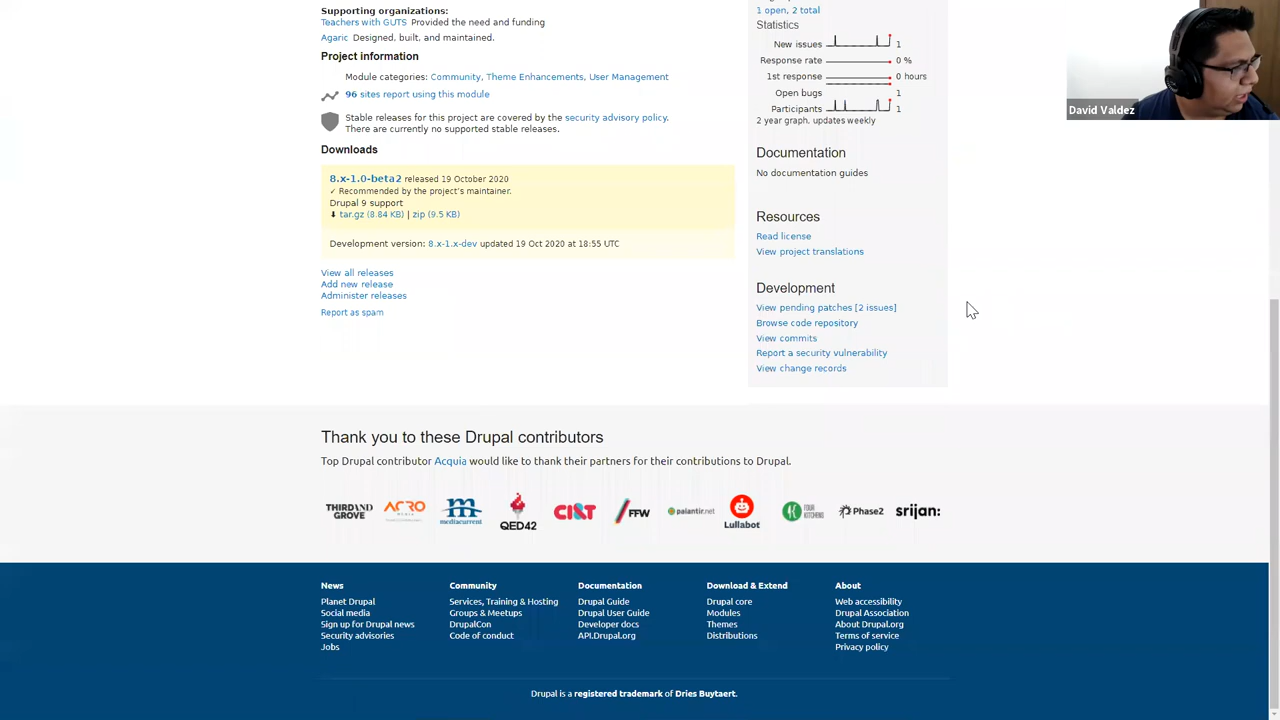 Supporting organizations:
Teachers with GUTS Provided the need and funding
Agaric Designed, built, and maintained.
Project information
Module categories: Community, Theme Enhancements, User Management
96 sites report using this module
Stable releases for this project are covered by the security advisory policy.
There are currently no supported stable releases.
Downloads
8.x-1.0-beta2 released 19 October 2020
✓ Recommended by the project's maintainer.
Drupal 9 support
tar.gz (8.84 KB) | zip (9.5 KB)
Development version: 8.x-1.x-dev updated 19 Oct 2020 at 18:55 UTC
View all releases
Add new release
Administer releases
Report as spam
1 open, 2 total
Statistics
New issues 1
Response rate 0 %
1st response 0 hours
Open bugs 1
Participants 1
2 year graph, updates weekly
Documentation
No documentation guides
Resources
Read license
View project translations
Development
View pending patches [2 issues]
Browse code repository
View commits
Report a security vulnerability
View change records
David Valdez
Thank you to these Drupal contributors
Top Drupal contributor Acquia would like to thank their partners for their contributions to Drupal.
THIRD AND GROVE
ACRO MEDIA
mediacurrent
QED42
CI&T
FFW
palantir.net
Lullabot
FOUR KITCHENS
Phase2
srijan:
News
Planet Drupal
Social media
Sign up for Drupal news
Security advisories
Jobs
Community
Services, Training & Hosting
Groups & Meetups
DrupalCon
Code of conduct
Documentation
Drupal Guide
Drupal User Guide
Developer docs
API.Drupal.org
Download & Extend
Drupal core
Modules
Themes
Distributions
About
Web accessibility
Drupal Association
About Drupal.org
Terms of service
Privacy policy
Drupal is a registered trademark of Dries Buytaert.